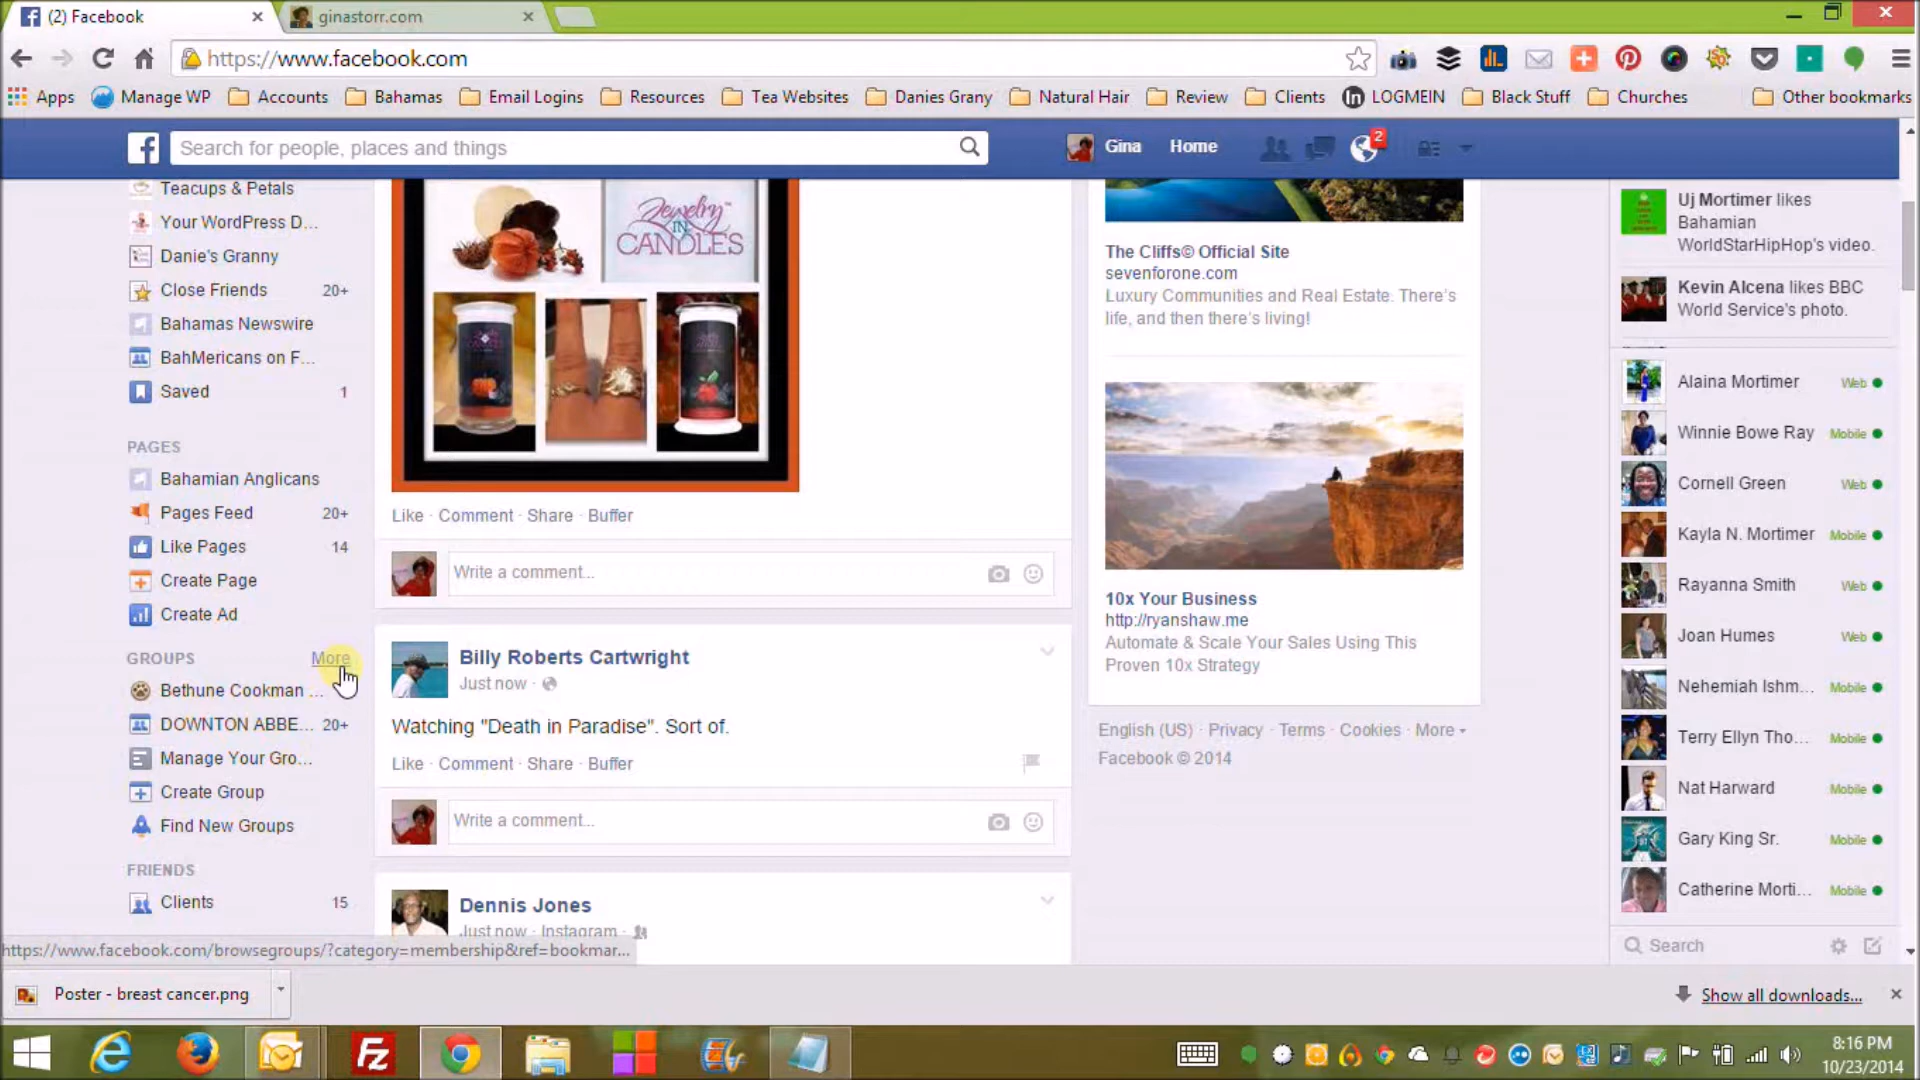 (2) Facebook
ginastorr.com
https://www.facebook.com
Apps
Manage WP
Accounts
Bahamas
Email Logins
Resources
Tea Websites
Danies Grany
Natural Hair
Review
Clients
LOGMEIN
Black Stuff
Churches
Other bookmarks
Search for people, places and things
Gina
Home
2
Teacups & Petals
Your WordPress D...
Danie's Granny
Close Friends 20+
Bahamas Newswire
BahMericans on F...
Saved 1
PAGES
Bahamian Anglicans
Pages Feed 20+
Like Pages 14
Create Page
Create Ad
GROUPS More
Bethune Cookman ...
DOWNTON ABBE... 20+
Manage Your Gro...
Create Group
Find New Groups
FRIENDS
Clients 15
Jewelry
IN
CANDLES
Like · Comment · Share · Buffer
Write a comment...
Billy Roberts Cartwright
Just now ·
Watching "Death in Paradise". Sort of.
Like · Comment · Share · Buffer
Write a comment...
Dennis Jones
Just now · Instagram ·
The Cliffs© Official Site
sevenforone.com
Luxury Communities and Real Estate. There's
life, and then there's living!
10x Your Business
http://ryanshaw.me
Automate & Scale Your Sales Using This
Proven 10x Strategy
English (US) · Privacy · Terms · Cookies · More
Facebook © 2014
Uj Mortimer likes
Bahamian
WorldStarHipHop's video.
Kevin Alcena likes BBC
World Service's photo.
Alaina Mortimer Web
Winnie Bowe Ray Mobile
Cornell Green Web
Kayla N. Mortimer Mobile
Rayanna Smith Web
Joan Humes Web
Nehemiah Ishm... Mobile
Terry Ellyn Tho... Mobile
Nat Harward Mobile
Gary King Sr. Mobile
Catherine Morti... Mobile
Search
https://www.facebook.com/browsegroups/?category=membership&ref=bookmar...
Poster - breast cancer.png
Show all downloads...
8:16 PM
10/23/2014